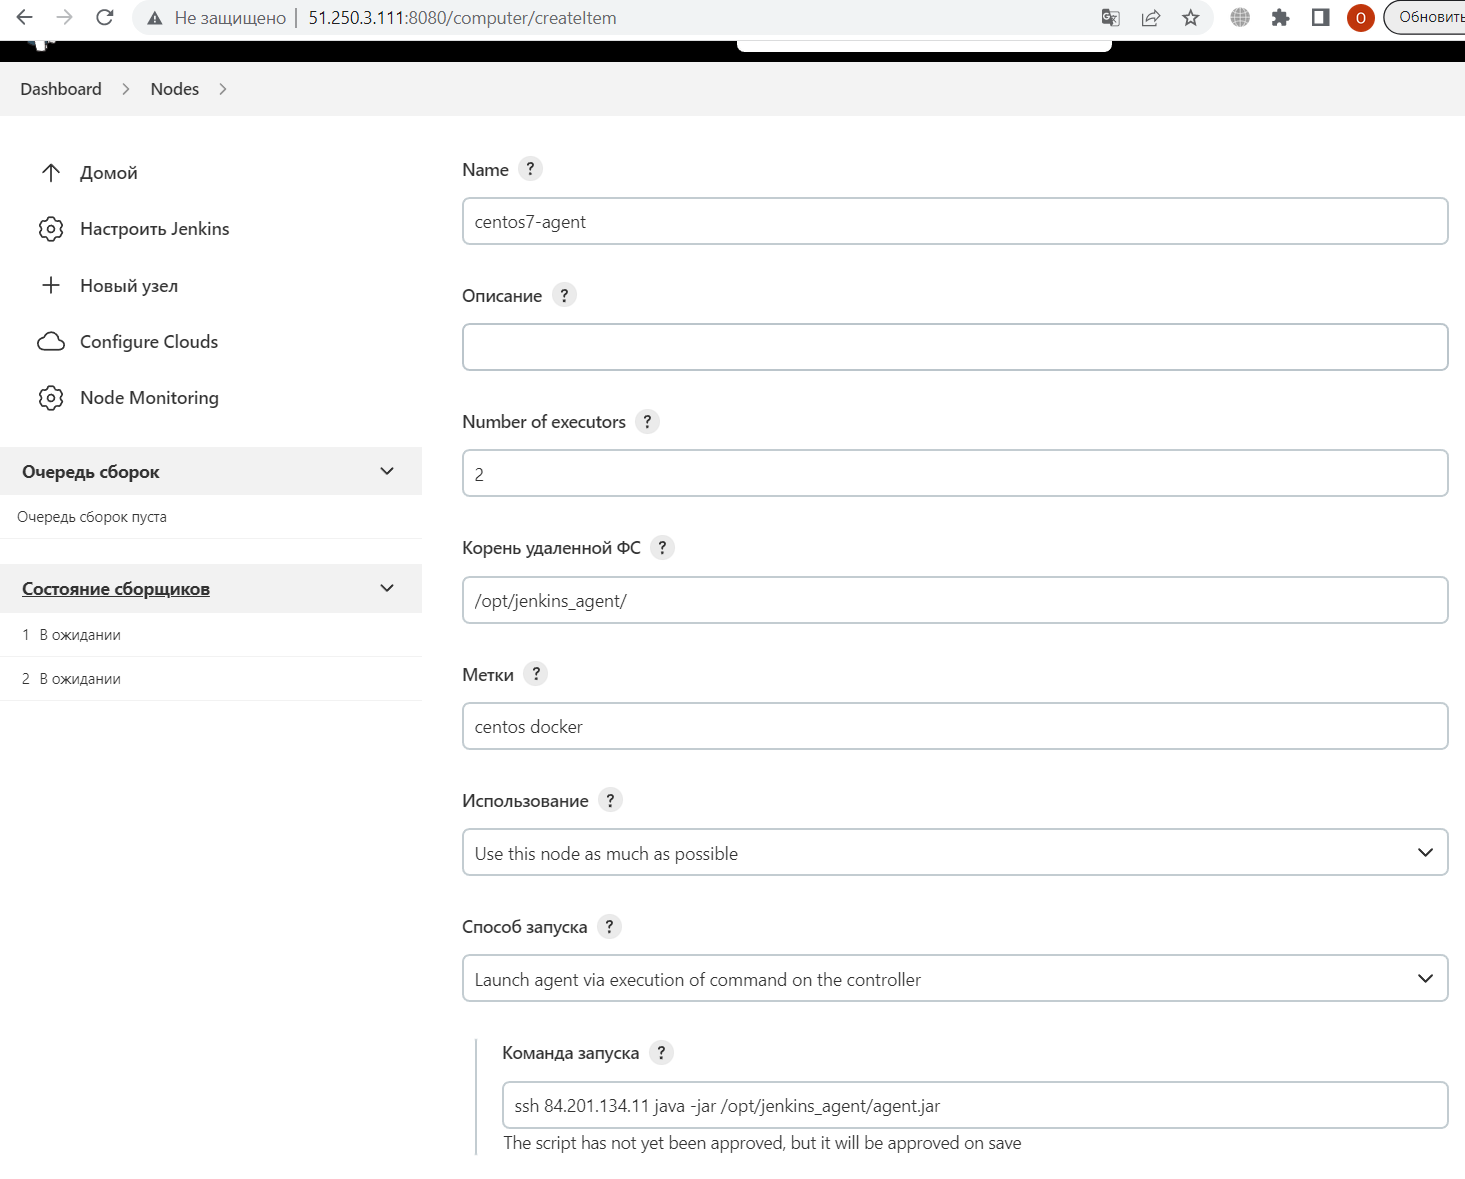 Не защищено | 51.250.3.111:8080/computer/createItem
О
Обновить
Dashboard > Nodes >
Домой
Настроить Jenkins
Новый узел
Configure Clouds
Node Monitoring
Очередь сборок
Очередь сборок пуста
Состояние сборщиков
1 В ожидании
2 В ожидании
Name ?
centos7-agent
Описание ?
Number of executors ?
2
Корень удаленной ФС ?
/opt/jenkins_agent/
Метки ?
centos docker
Использование ?
Use this node as much as possible
Способ запуска ?
Launch agent via execution of command on the controller
Команда запуска ?
ssh 84.201.134.11 java -jar /opt/jenkins_agent/agent.jar
The script has not yet been approved, but it will be approved on save